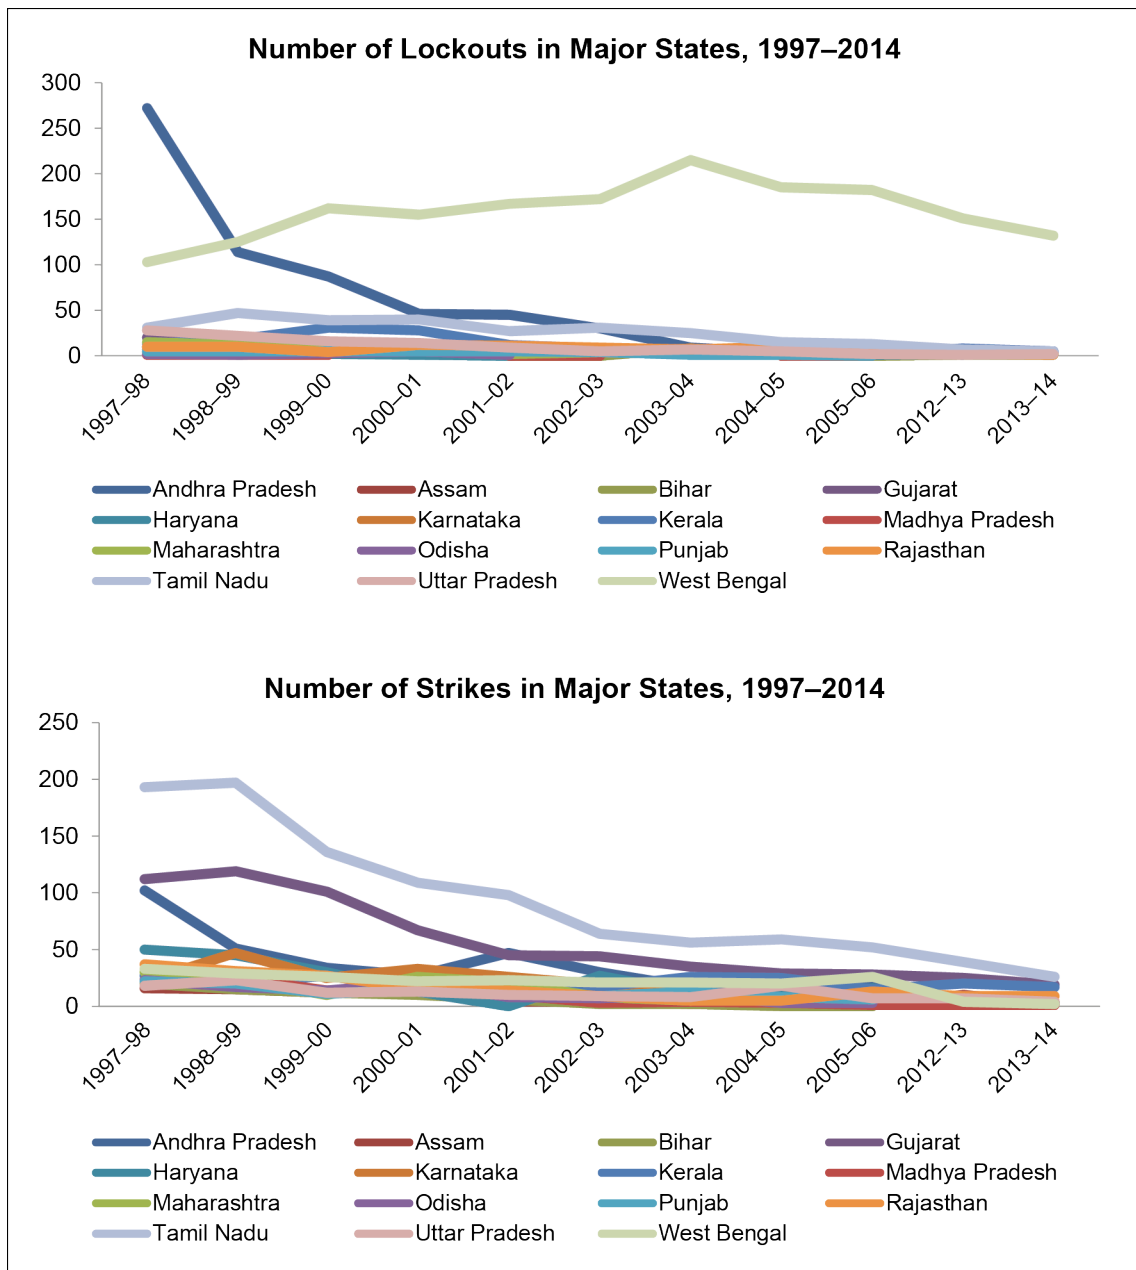 Number of Lockouts in Major States, 1997–2014
300
250
200
150
100
50
0
1997–98 1998–99 1999–00 2000–01 2001–02 2002–03 2003–04 2004–05 2005–06 2012–13 2013–14
Andhra Pradesh Assam Bihar Gujarat
Haryana Karnataka Kerala Madhya Pradesh
Maharashtra Odisha Punjab Rajasthan
Tamil Nadu Uttar Pradesh West Bengal
Number of Strikes in Major States, 1997–2014
250
200
150
100
50
0
1997–98 1998–99 1999–00 2000–01 2001–02 2002–03 2003–04 2004–05 2005–06 2012–13 2013–14
Andhra Pradesh Assam Bihar Gujarat
Haryana Karnataka Kerala Madhya Pradesh
Maharashtra Odisha Punjab Rajasthan
Tamil Nadu Uttar Pradesh West Bengal